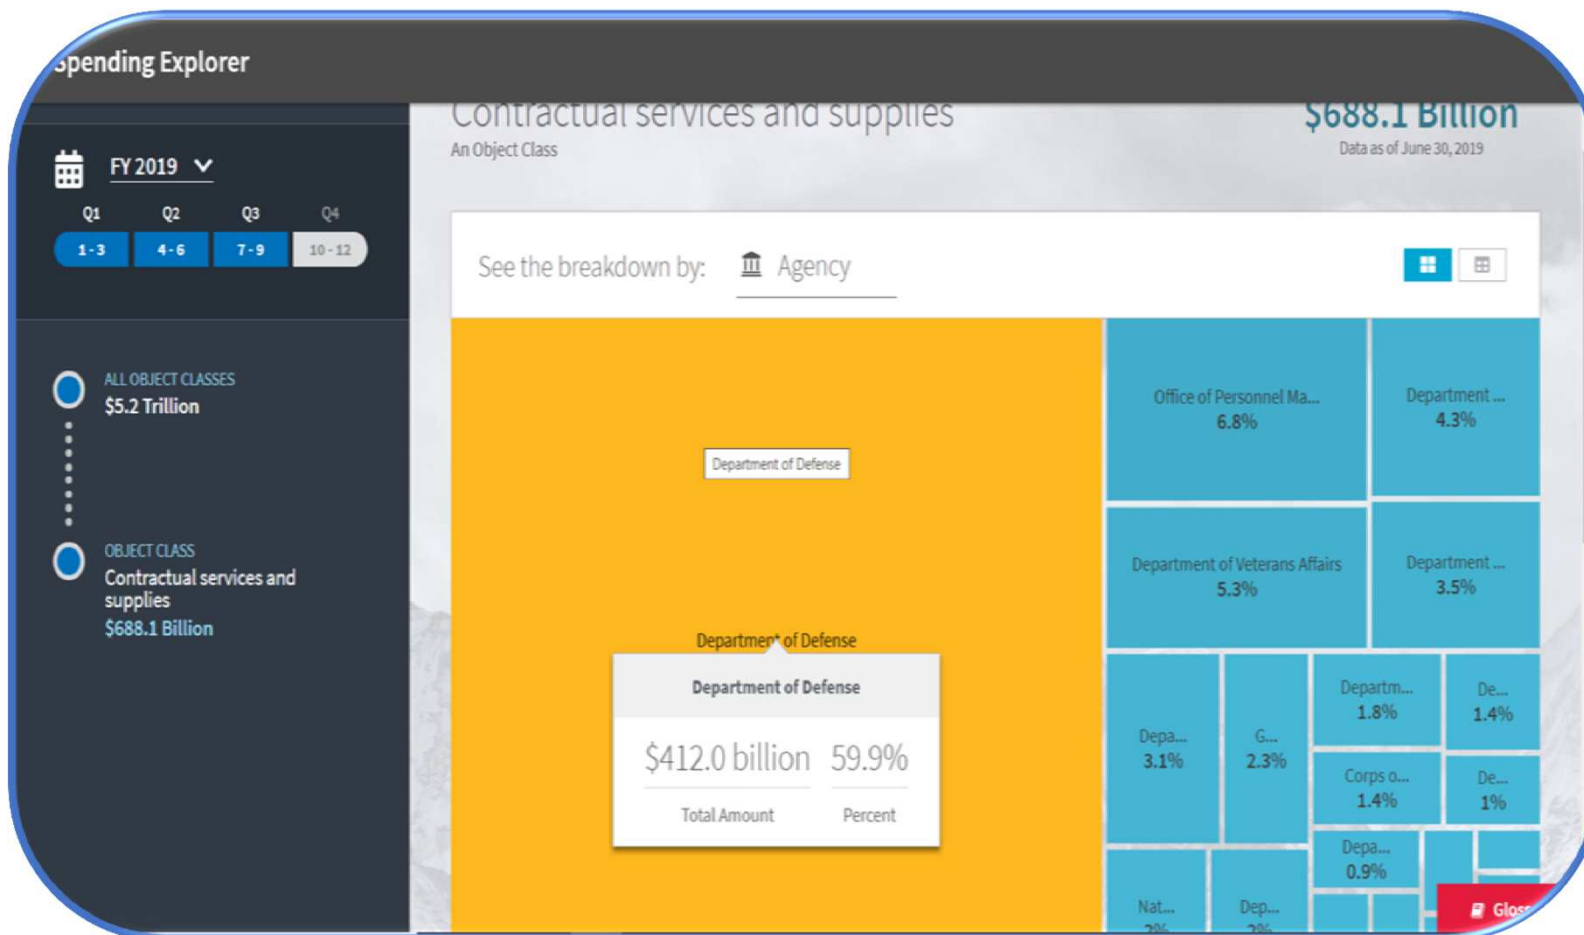 Spending Explorer
Contractual services and supplies
$688.1 Billion
An Object Class
Data as of June 30, 2019
FY 2019
Q1 Q2 Q3 Q4
1 - 3 4 - 6 7 - 9 10 - 12
See the breakdown by: Agency
ALL OBJECT CLASSES
$5.2 Trillion
OBJECT CLASS
Contractual services and
supplies
$688.1 Billion
Department of Defense
Department of Defense
Department of Defense
$412.0 billion 59.9%
Total Amount Percent
Office of Personnel Ma...
6.8%
Department ...
4.3%
Department of Veterans Affairs
5.3%
Department ...
3.5%
Depa...
3.1%
G...
2.3%
Departm...
1.8%
De...
1.4%
Corps o...
1.4%
De...
1%
Depa...
0.9%
Nat...
2%
Dep...
2%